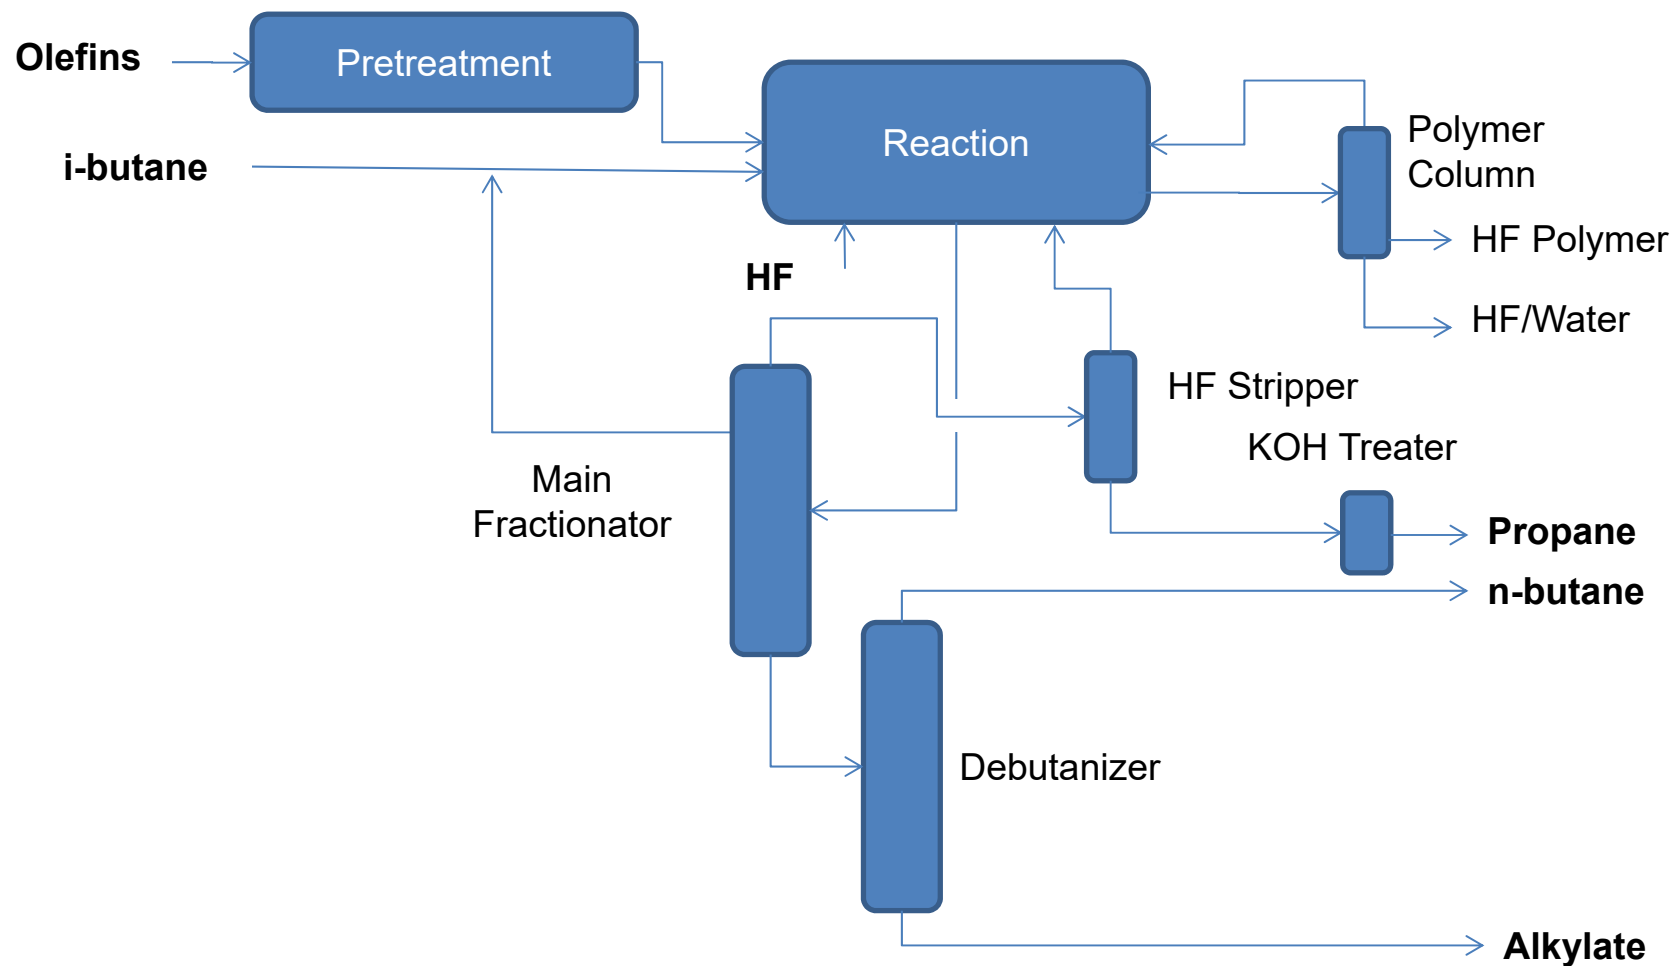 Olefins
Pretreatment
i-butane
Reaction
Polymer
Column
HF Polymer
HF/Water
HF
HF Stripper
KOH Treater
Main
Fractionator
Propane
n-butane
Debutanizer
Alkylate